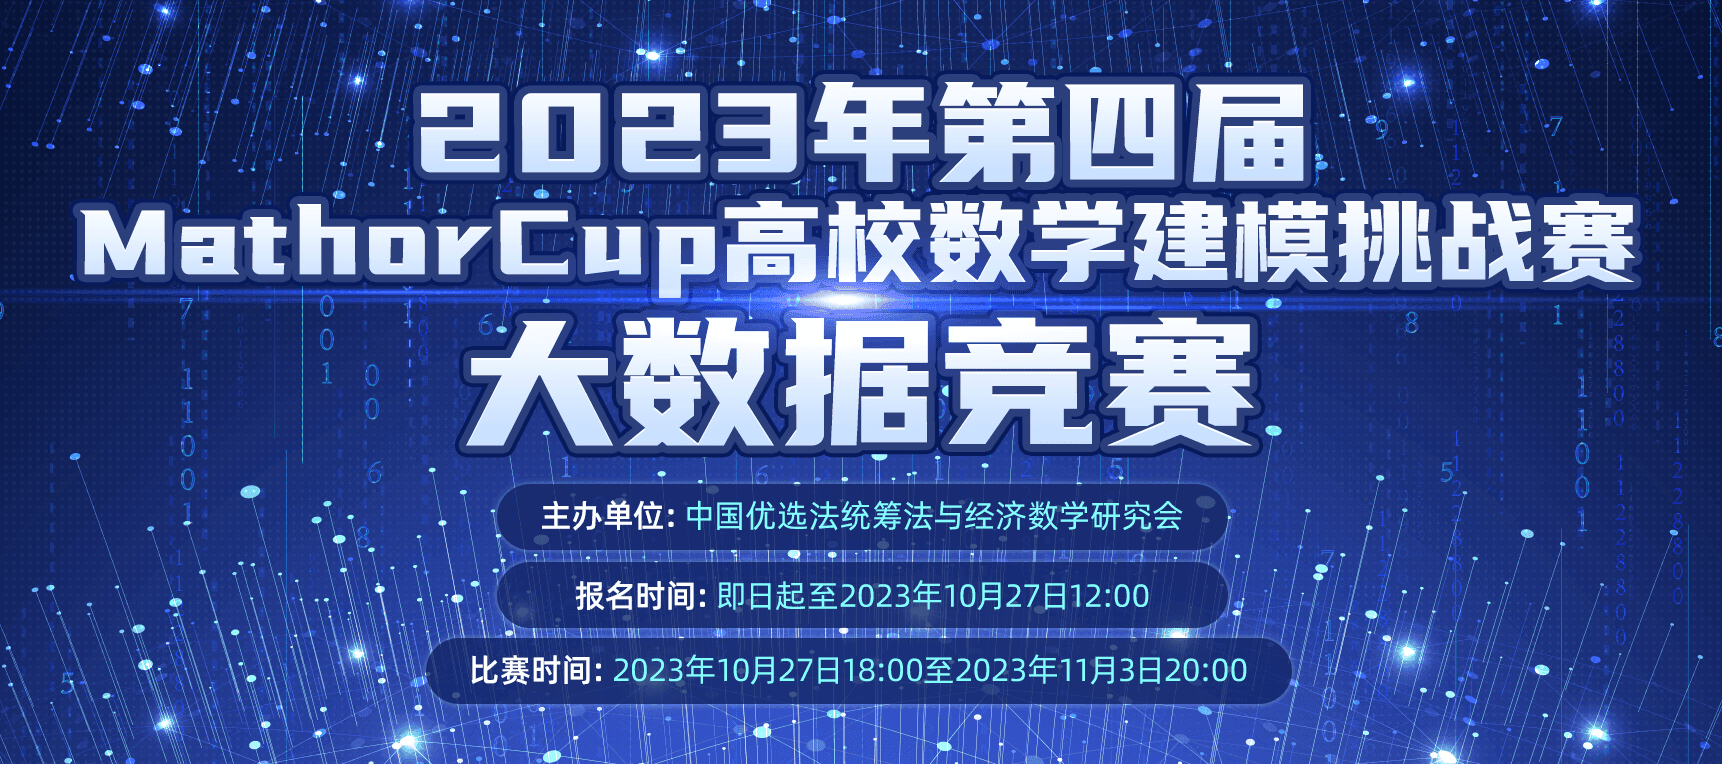 2023年第四届
MathorCup高校数学建模挑战赛
大数据竞赛
主办单位: 中国优选法统筹法与经济数学研究会
报名时间: 即日起至2023年10月27日12:00
比赛时间: 2023年10月27日18:00至2023年11月3日20:00